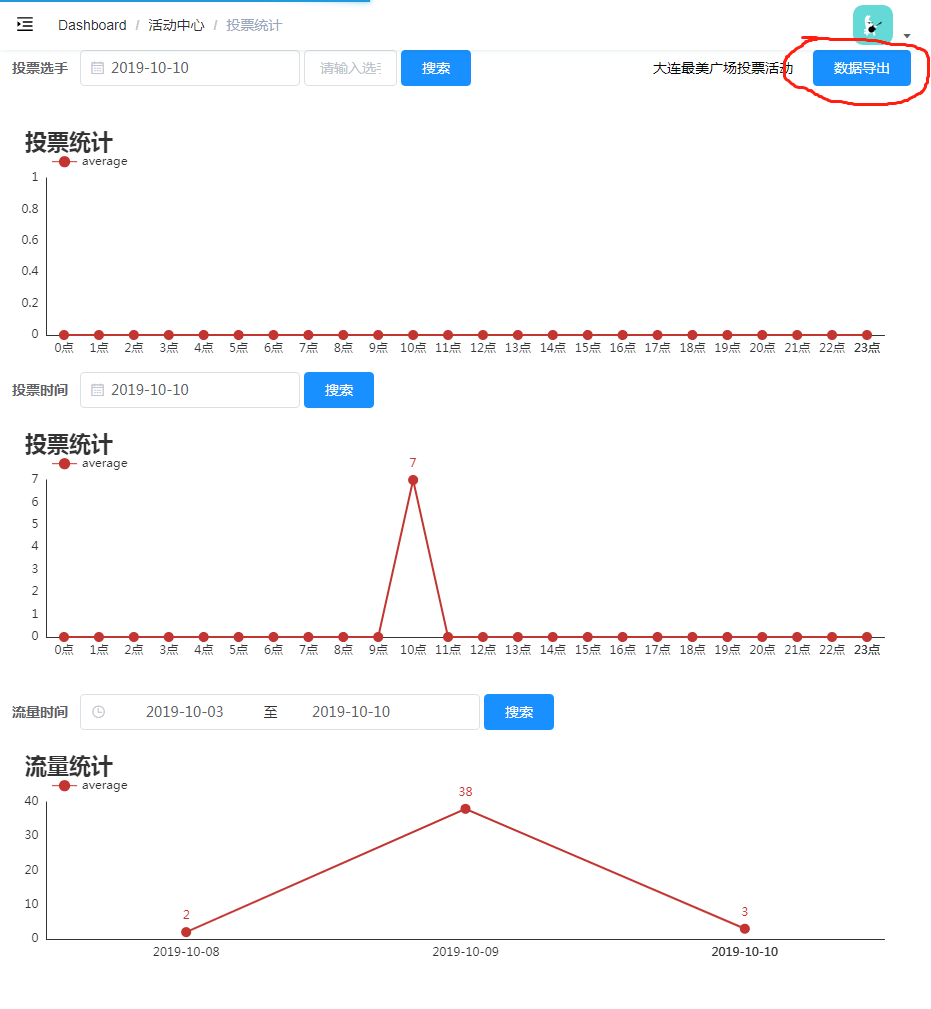 Dashboard / 活动中心 / 投票统计
投票选手 2019-10-10 请输入选手 搜索 大连最美广场投票活动 数据导出
投票统计
average
1
0.8
0.6
0.4
0.2
0
0点 1点 2点 3点 4点 5点 6点 7点 8点 9点 10点 11点 12点 13点 14点 15点 16点 17点 18点 19点 20点 21点 22点 23点
投票时间 2019-10-10 搜索
投票统计
average
7
7
6
5
4
3
2
1
0
0点 1点 2点 3点 4点 5点 6点 7点 8点 9点 10点 11点 12点 13点 14点 15点 16点 17点 18点 19点 20点 21点 22点 23点
流量时间 2019-10-03 至 2019-10-10 搜索
流量统计
average
38
40
30
20
10
2
3
0
2019-10-08 2019-10-09 2019-10-10